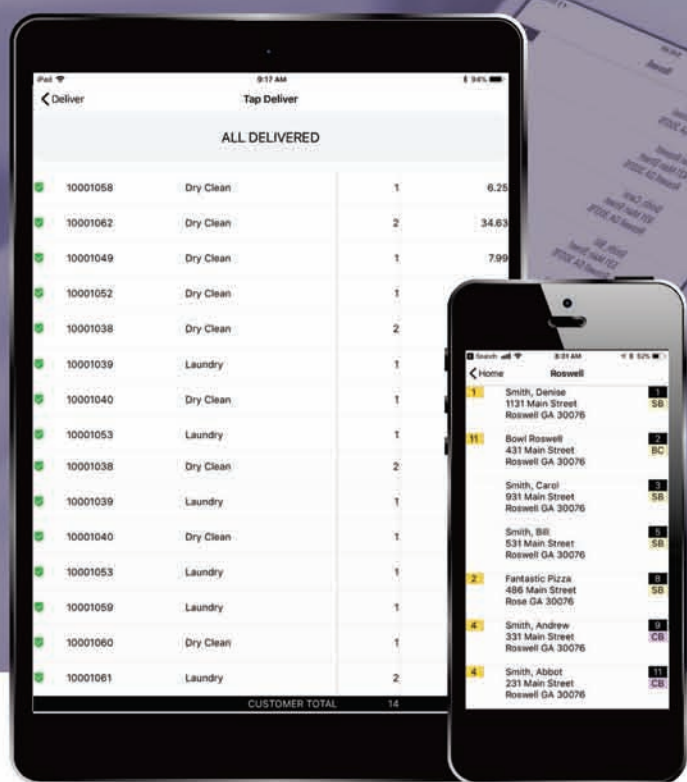 iPad 9:17 AM 94%
Deliver Tap Deliver
ALL DELIVERED
10001058 Dry Clean 1 6.25
10001062 Dry Clean 2 34.63
10001049 Dry Clean 1 7.99
10001052 Dry Clean 1
10001038 Dry Clean 2
10001039 Laundry 1
10001040 Dry Clean 1
10001053 Laundry 1
10001038 Dry Clean 2
10001039 Laundry 1
10001040 Dry Clean 1
10001053 Laundry 1
10001059 Laundry 1
10001060 Dry Clean 1
10001061 Laundry 2
CUSTOMER TOTAL 14
Search 8:31 AM 52%
Home Roswell
1 Smith, Denise 1
1131 Main Street SB
Roswell GA 30076
11 Bowl Roswell 2
431 Main Street BC
Roswell GA 30076
Smith, Carol 3
931 Main Street SB
Roswell GA 30076
Smith, Bill 5
531 Main Street SB
Roswell GA 30076
2 Fantastic Pizza 8
486 Main Street SB
Rose GA 30076
4 Smith, Andrew 9
331 Main Street CB
Roswell GA 30076
4 Smith, Abbot 11
231 Main Street CB
Roswell GA 30076